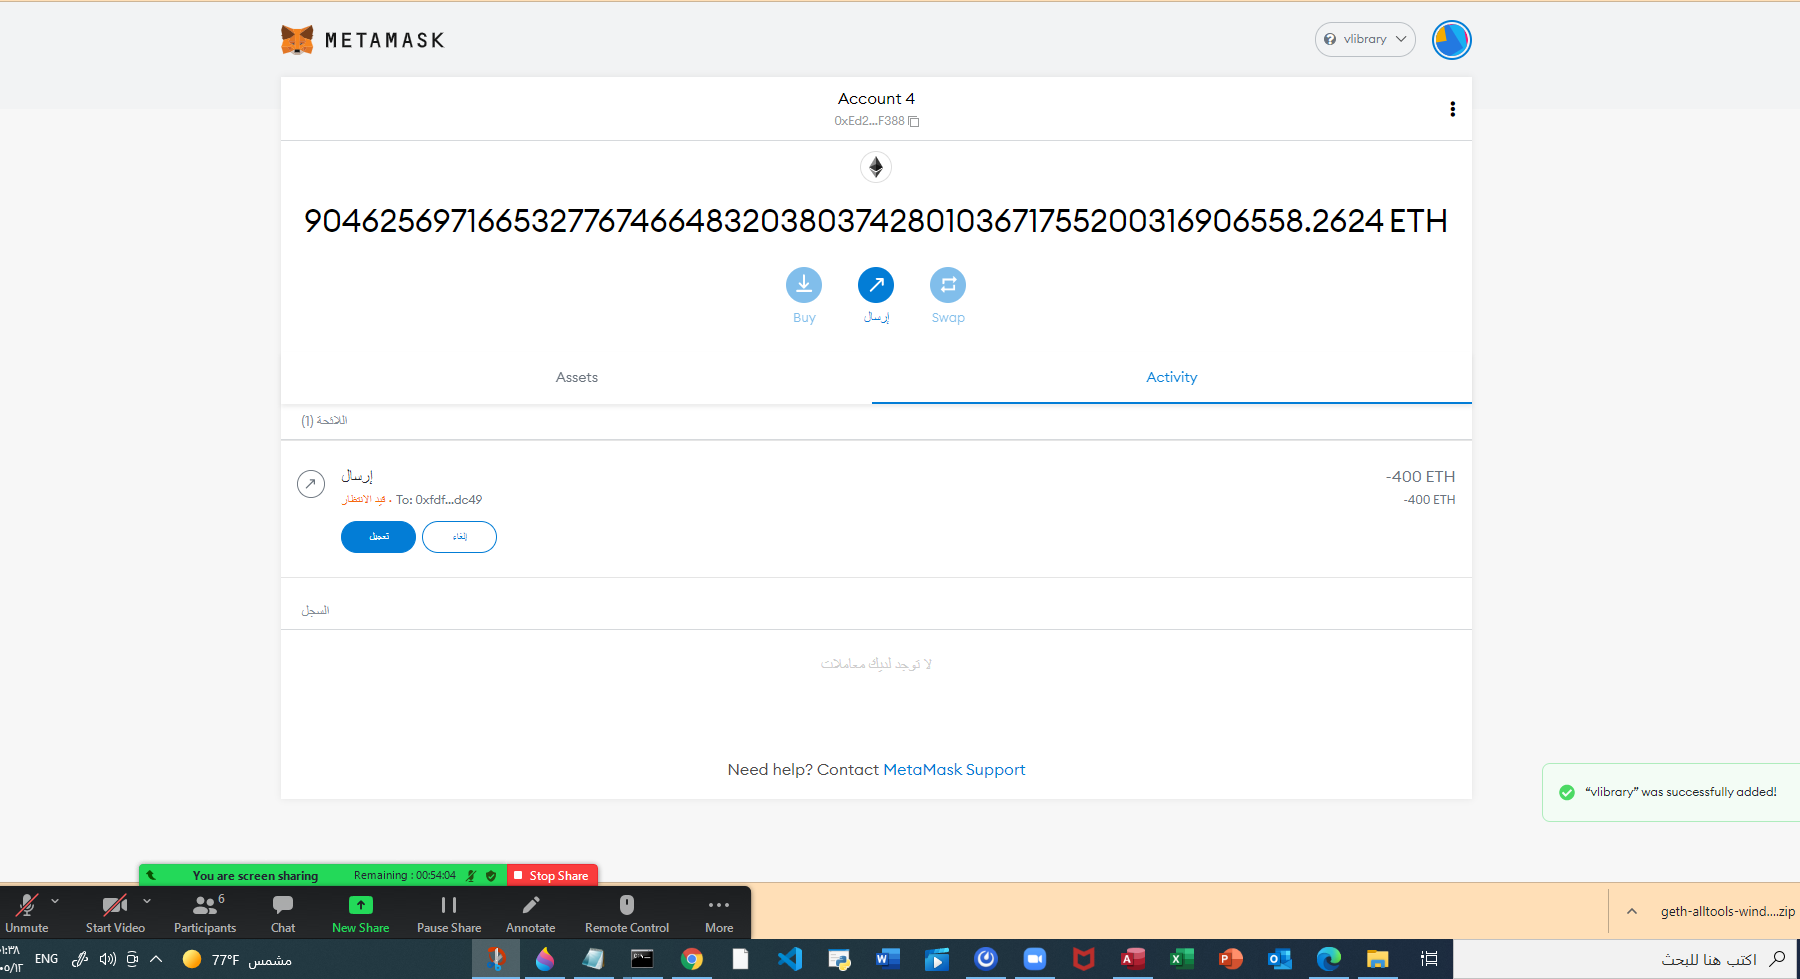 METAMASK
vlibrary
Account 4
0xEd2...F388
904625697166532776746648320380374280103671755200316906558.2624 ETH
Buy
إرسال
Swap
Assets
Activity
اللائحة (1)
إرسال
-400 ETH
قيد الانتظار · To: 0xfdf...dc49
-400 ETH
تعجيل
إلغاء
السجل
لا توجد لديك معاملات
Need help? Contact MetaMask Support
“vlibrary” was successfully added!
You are screen sharing
Remaining : 00:54:04
Stop Share
6
Unmute
Start Video
Participants
Chat
New Share
Pause Share
Annotate
Remote Control
More
geth-alltools-wind....zip
ENG
77°F مشمس
اكتب هنا للبحث